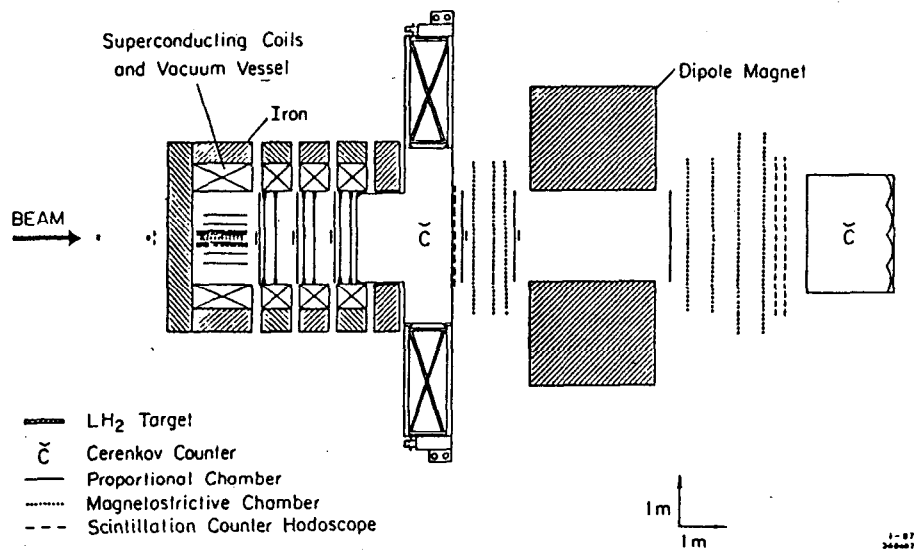 Superconducting Coils
and Vacuum Vessel
Iron
Dipole Magnet
BEAM
Č
Č
LH₂ Target
Č Cerenkov Counter
Proportional Chamber
Magnetostrictive Chamber
Scintillation Counter Hodoscope
1m
1m